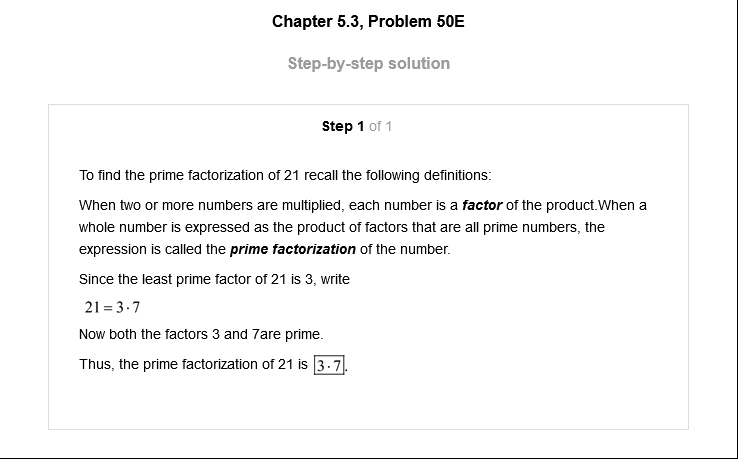 Chapter 5.3, Problem 50E
Step-by-step solution
Step 1 of 1
To find the prime factorization of 21 recall the following definitions:
When two or more numbers are multiplied, each number is a factor of the product.When a
whole number is expressed as the product of factors that are all prime numbers, the
expression is called the prime factorization of the number.
Since the least prime factor of 21 is 3, write
21 = 3 · 7
Now both the factors 3 and 7are prime.
Thus, the prime factorization of 21 is 3 · 7.